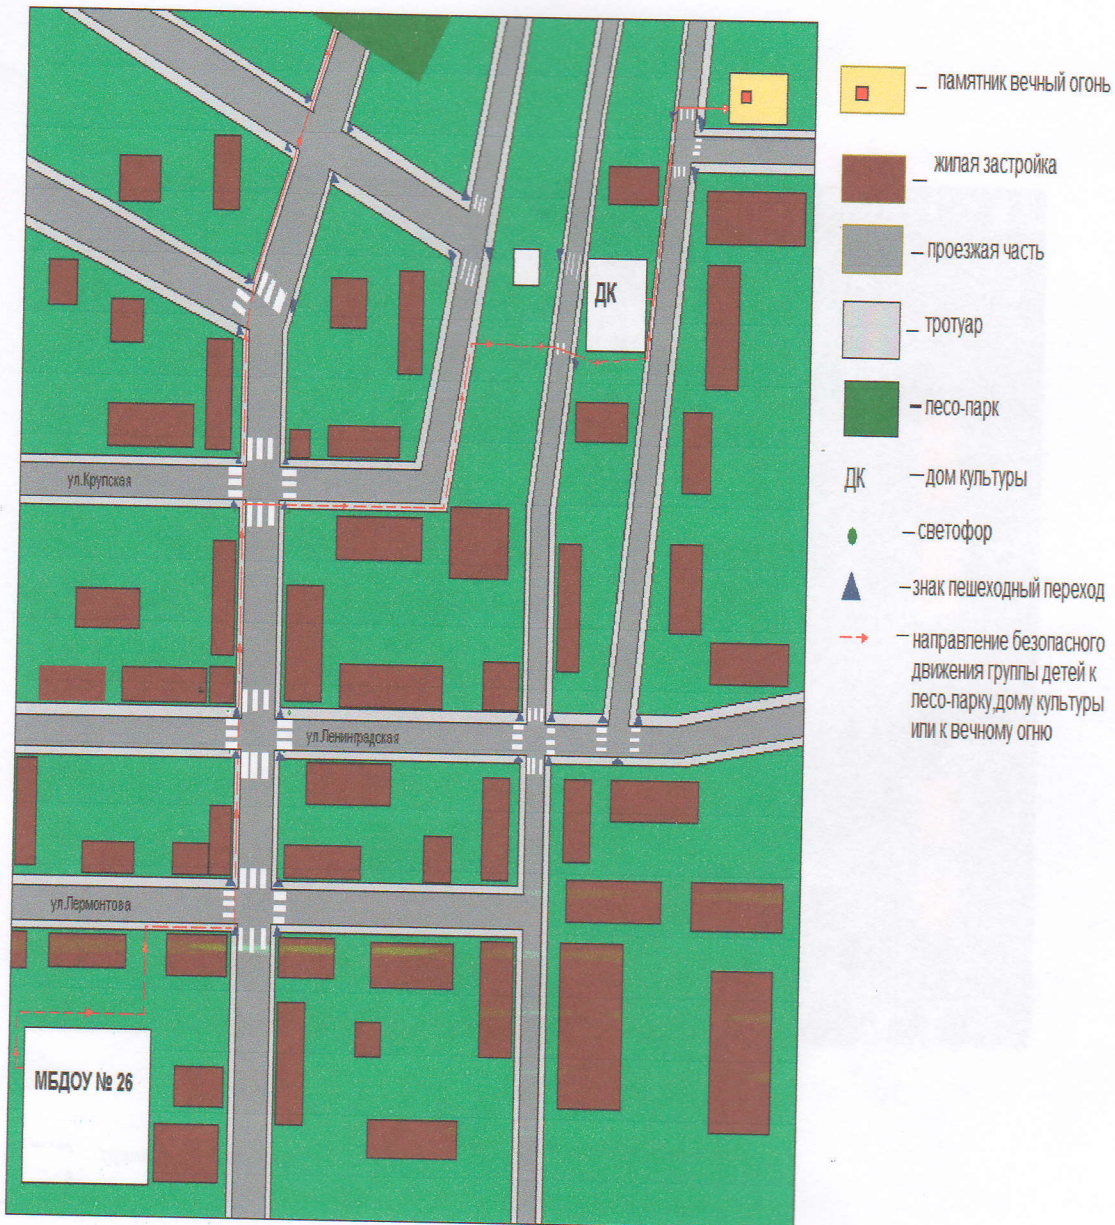 ДК
ул.Крупская
ул.Ленинградская
ул.Лермонтова
МБДОУ № 26
– памятник вечный огонь
– жилая застройка
– проезжая часть
– тротуар
– лесо-парк
ДК – дом культуры
– светофор
– знак пешеходный переход
– направление безопасного
движения группы детей к
лесо-парку,дому культуры
или к вечному огню